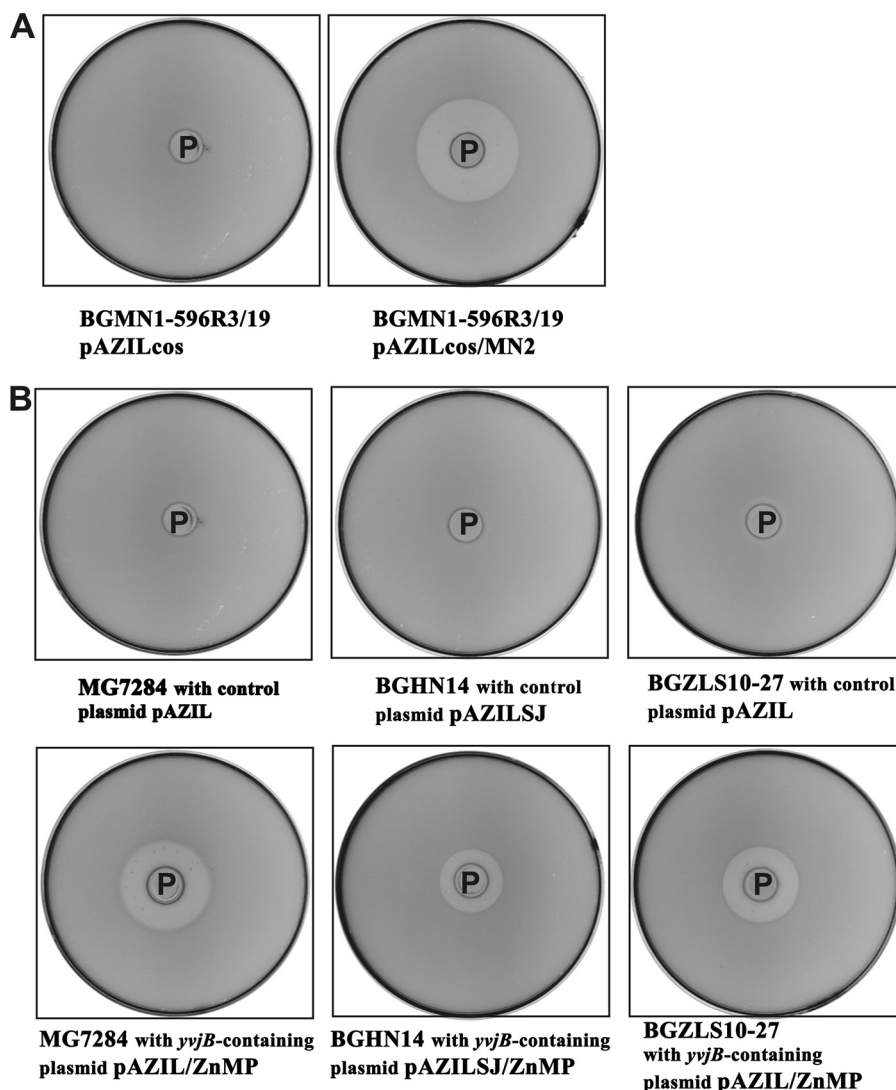 A
P
P
BGMN1-596R3/19
pAZILcos
BGMN1-596R3/19
pAZILcos/MN2
B
P
P
P
MG7284 with control
plasmid pAZIL
BGHN14 with control
plasmid pAZILSJ
BGZLS10-27 with control
plasmid pAZIL
P
P
P
MG7284 with yvjB-containing
plasmid pAZIL/ZnMP
BGHN14 with yvjB-containing
plasmid pAZILSJ/ZnMP
BGZLS10-27
with yvjB-containing
plasmid pAZIL/ZnMP